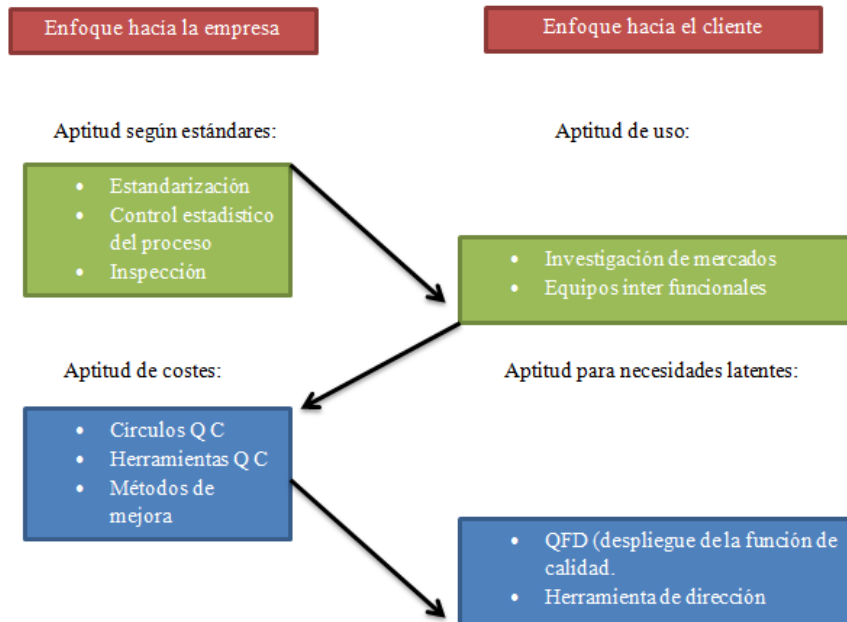 Enfoque hacia la empresa
Enfoque hacia el cliente
Aptitud según estándares:
Aptitud de uso:
• Estandarización
• Control estadístico
del proceso
• Inspección
• Investigación de mercados
• Equipos inter funcionales
Aptitud de costes:
Aptitud para necesidades latentes:
• Círculos Q C
• Herramientas Q C
• Métodos de
mejora
• QFD (despliegue de la función de
calidad.
• Herramienta de dirección